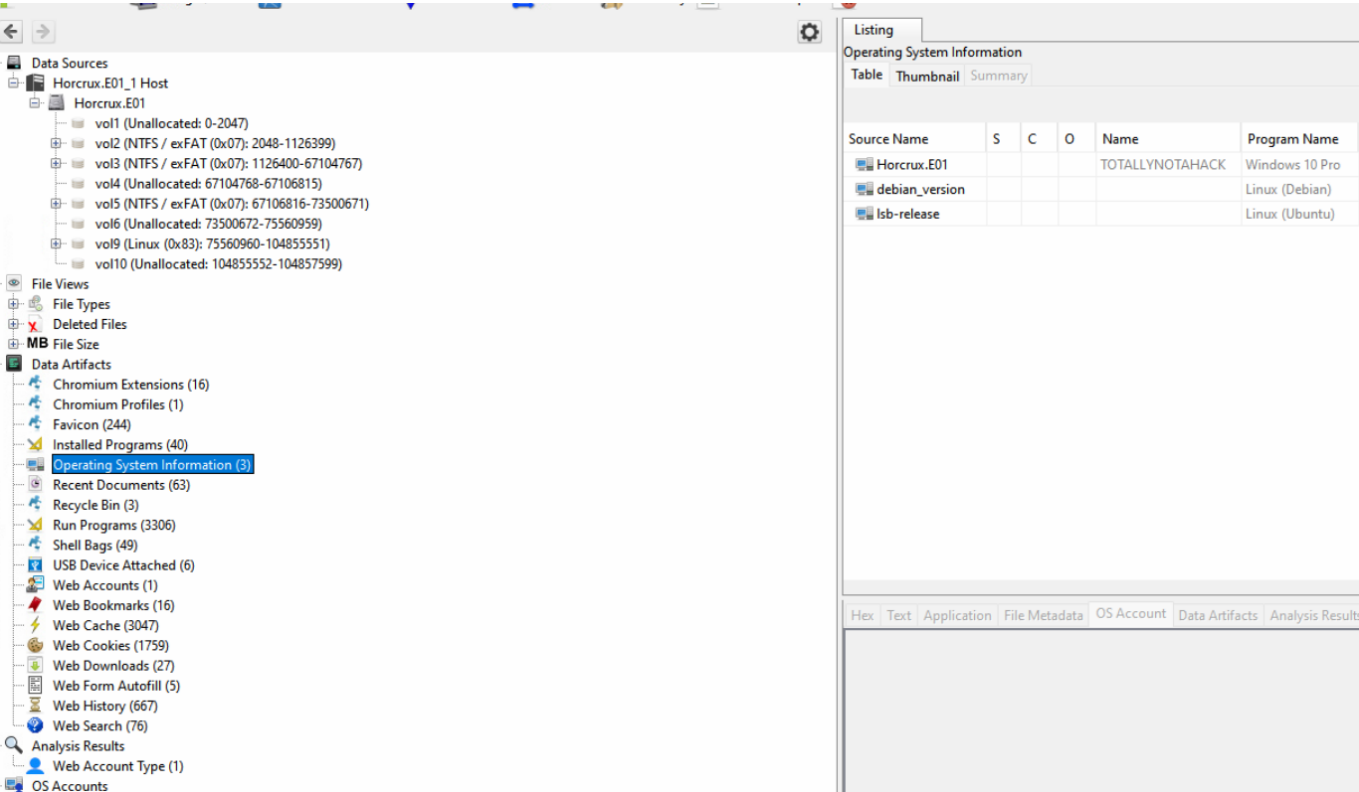 Data Sources
Horcrux.E01_1 Host
Horcrux.E01
vol1 (Unallocated: 0-2047)
vol2 (NTFS / exFAT (0x07): 2048-1126399)
vol3 (NTFS / exFAT (0x07): 1126400-67104767)
vol4 (Unallocated: 67104768-67106815)
vol5 (NTFS / exFAT (0x07): 67106816-73500671)
vol6 (Unallocated: 73500672-75560959)
vol9 (Linux (0x83): 75560960-104855551)
vol10 (Unallocated: 104855552-104857599)
File Views
File Types
Deleted Files
MB File Size
Data Artifacts
Chromium Extensions (16)
Chromium Profiles (1)
Favicon (244)
Installed Programs (40)
Operating System Information (3)
Recent Documents (63)
Recycle Bin (3)
Run Programs (3306)
Shell Bags (49)
USB Device Attached (6)
Web Accounts (1)
Web Bookmarks (16)
Web Cache (3047)
Web Cookies (1759)
Web Downloads (27)
Web Form Autofill (5)
Web History (667)
Web Search (76)
Analysis Results
Web Account Type (1)
OS Accounts
Listing
Operating System Information
Table Thumbnail Summary
Source Name S C O Name Program Name
Horcrux.E01 TOTALLYNOTAHACK Windows 10 Pro
debian_version Linux (Debian)
lsb-release Linux (Ubuntu)
Hex Text Application File Metadata OS Account Data Artifacts Analysis Results